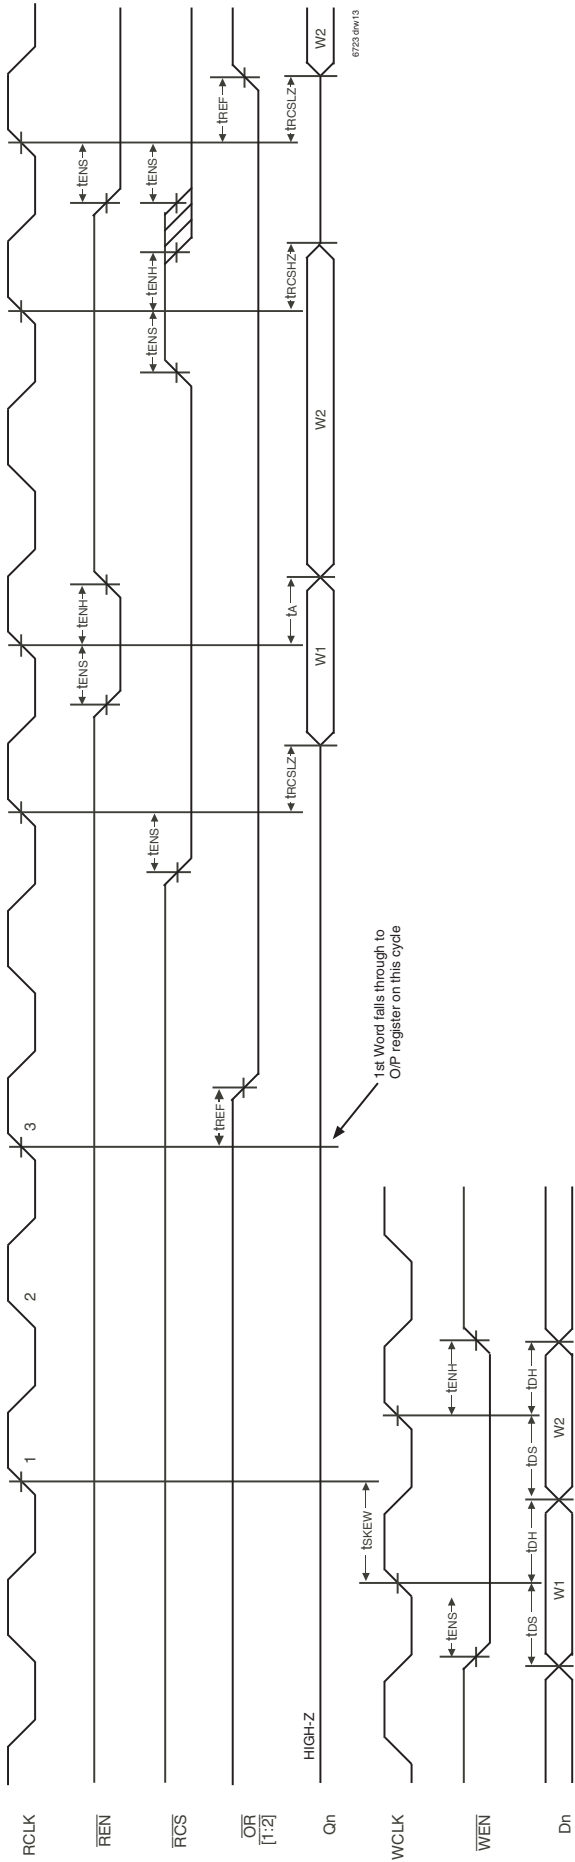 RCLK
1
2
3
REN
tENS
tENH
tENS
RCS
tENS
tENS
tENH
tENS
OR
[1:2]
tREF
tREF
Qn
HIGH-Z
tRCSLZ
W1
tA
W2
tRCSHZ
tRCSLZ
W2
1st Word falls through to
O/P register on this cycle
6723 drw13
tSKEW
WCLK
WEN
tENS
tENH
Dn
tDS
tDH
tDS
tDH
W1
W2